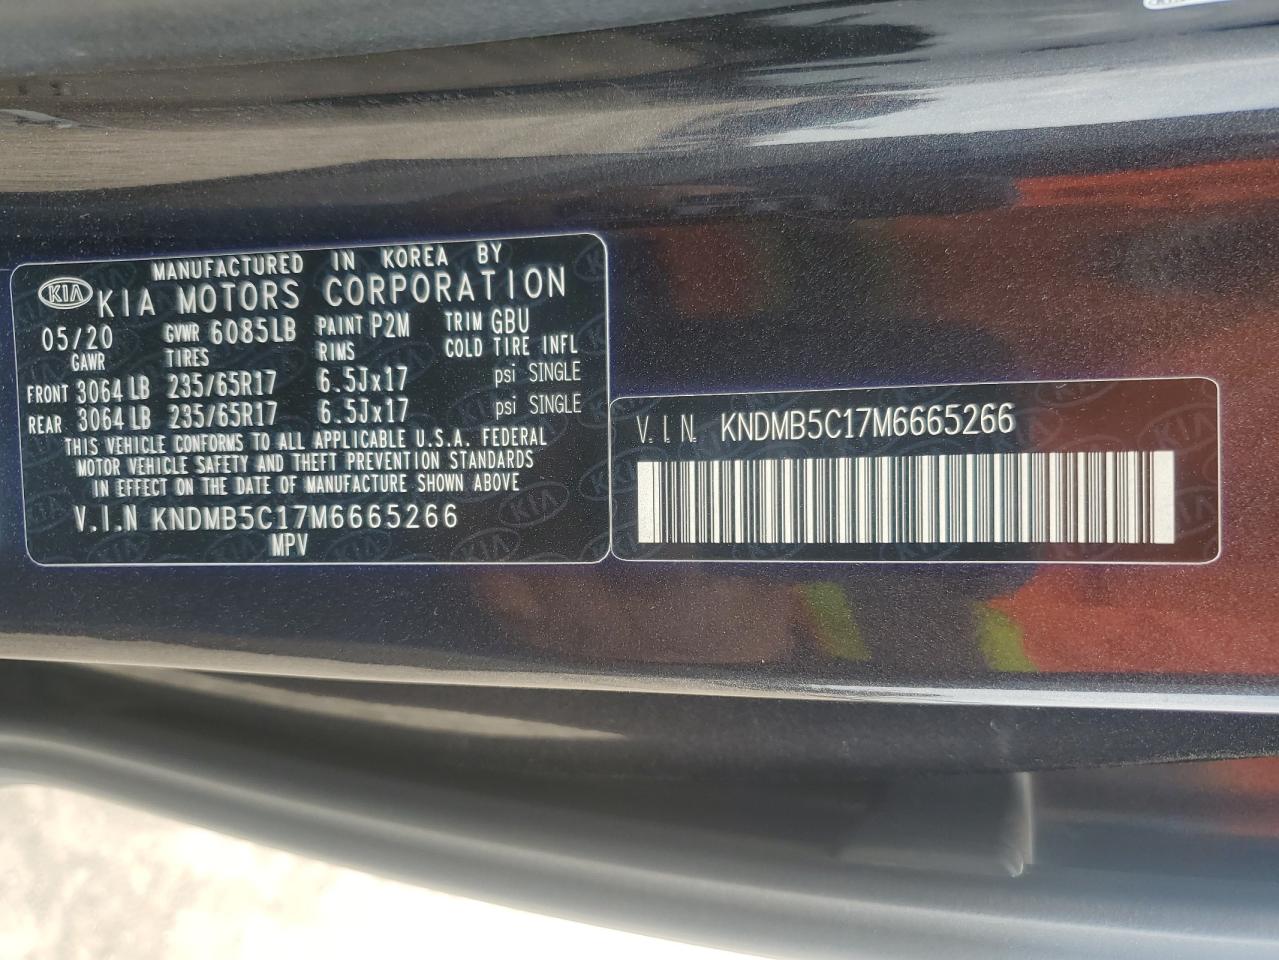 MANUFACTURED IN KOREA BY
KIA KIA MOTORS CORPORATION
05/20 GVWR 6085LB PAINT P2M TRIM GBU
GAWR TIRES RIMS COLD TIRE INFL
FRONT 3064 LB 235/65R17 6.5Jx17 psi SINGLE
REAR 3064 LB 235/65R17 6.5Jx17 psi SINGLE
THIS VEHICLE CONFORMS TO ALL APPLICABLE U.S.A. FEDERAL
MOTOR VEHICLE SAFETY AND THEFT PREVENTION STANDARDS
IN EFFECT ON THE DATE OF MANUFACTURE SHOWN ABOVE
V.I.N KNDMB5C17M6665266
MPV
V.I.N. KNDMB5C17M6665266